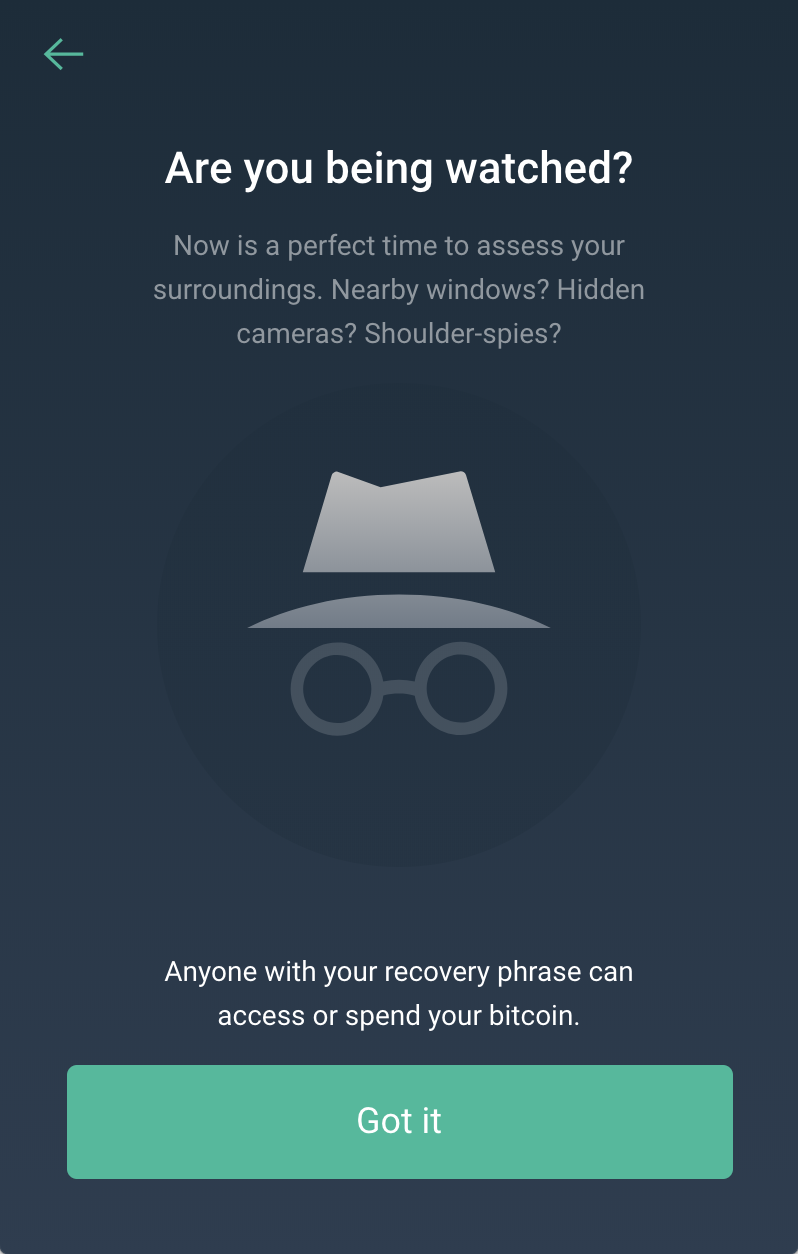 Are you being watched?
Now is a perfect time to assess your
surroundings. Nearby windows? Hidden
cameras? Shoulder-spies?
Anyone with your recovery phrase can
access or spend your bitcoin.
Got it